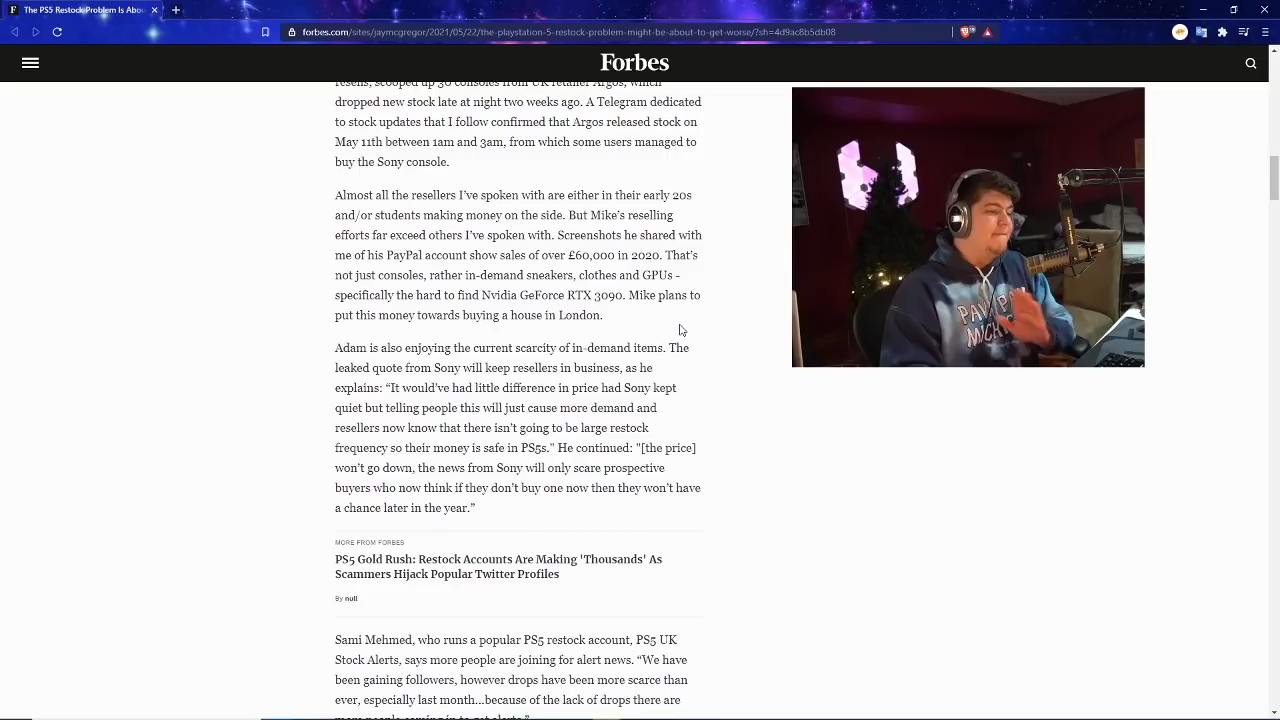 The PS5 Restock Problem Is Abou
forbes.com/sites/jaymcgregor/2021/05/22/the-playstation-5-restock-problem-might-be-about-to-get-worse/?sh=4d9ac8b5db08
Forbes
resells, scooped up 30 consoles from UK retailer Argos, which
dropped new stock late at night two weeks ago. A Telegram dedicated
to stock updates that I follow confirmed that Argos released stock on
May 11th between 1am and 3am, from which some users managed to
buy the Sony console.
Almost all the resellers I’ve spoken with are either in their early 20s
and/or students making money on the side. But Mike’s reselling
efforts far exceed others I’ve spoken with. Screenshots he shared with
me of his PayPal account show sales of over £60,000 in 2020. That’s
not just consoles, rather in-demand sneakers, clothes and GPUs -
specifically the hard to find Nvidia GeForce RTX 3090. Mike plans to
put this money towards buying a house in London.
Adam is also enjoying the current scarcity of in-demand items. The
leaked quote from Sony will keep resellers in business, as he
explains: “It would’ve had little difference in price had Sony kept
quiet but telling people this will just cause more demand and
resellers now know that there isn’t going to be large restock
frequency so their money is safe in PS5s." He continued: "[the price]
won’t go down, the news from Sony will only scare prospective
buyers who now think if they don’t buy one now then they won’t have
a chance later in the year.”
MORE FROM FORBES
PS5 Gold Rush: Restock Accounts Are Making 'Thousands' As
Scammers Hijack Popular Twitter Profiles
By null
Sami Mehmed, who runs a popular PS5 restock account, PS5 UK
Stock Alerts, says more people are joining for alert news. “We have
been gaining followers, however drops have been more scarce than
ever, especially last month...because of the lack of drops there are
more people coming in to get alerts.”